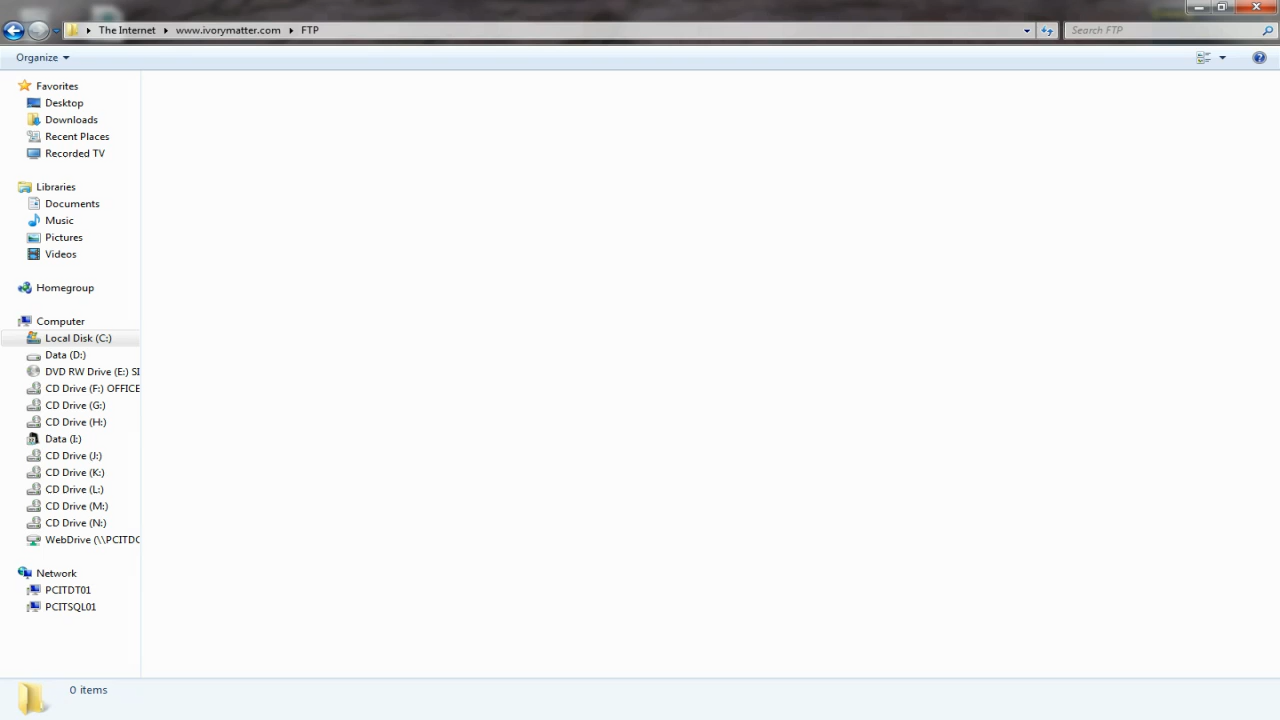 The Internet www.ivorymatter.com FTP
Search FTP
Organize
Favorites
Desktop
Downloads
Recent Places
Recorded TV
Libraries
Documents
Music
Pictures
Videos
Homegroup
Computer
Local Disk (C:)
Data (D:)
DVD RW Drive (E:) SI
CD Drive (F:) OFFICE
CD Drive (G:)
CD Drive (H:)
Data (I:)
CD Drive (J:)
CD Drive (K:)
CD Drive (L:)
CD Drive (M:)
CD Drive (N:)
WebDrive (\\PCITDC
Network
PCITDT01
PCITSQL01
0 items